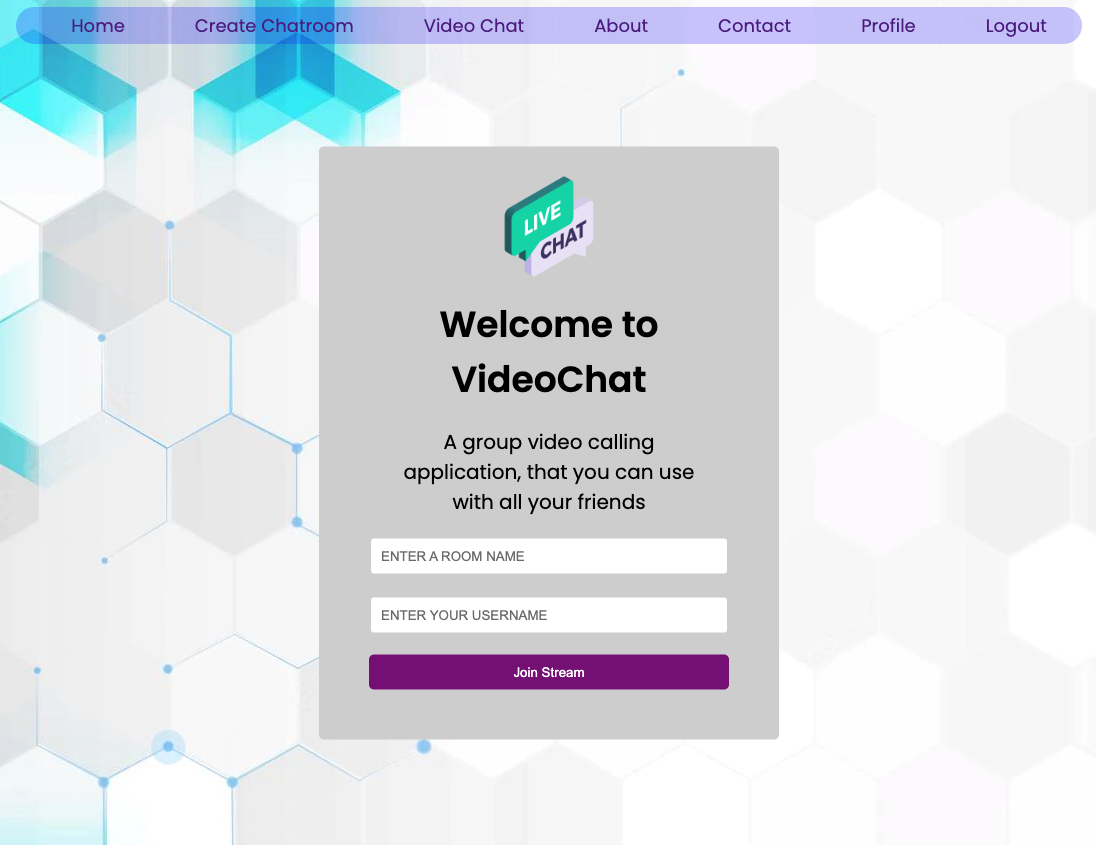 Home Create Chatroom Video Chat About Contact Profile Logout
LIVE
CHAT
Welcome to
VideoChat
A group video calling
application, that you can use
with all your friends
ENTER A ROOM NAME
ENTER YOUR USERNAME
Join Stream